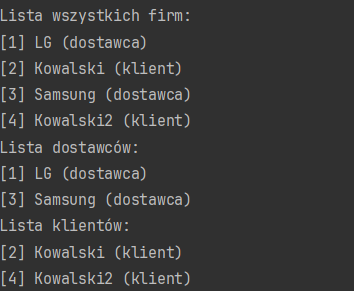 Lista wszystkich firm:
[1] LG (dostawca)
[2] Kowalski (klient)
[3] Samsung (dostawca)
[4] Kowalski2 (klient)
Lista dostawców:
[1] LG (dostawca)
[3] Samsung (dostawca)
Lista klientów:
[2] Kowalski (klient)
[4] Kowalski2 (klient)